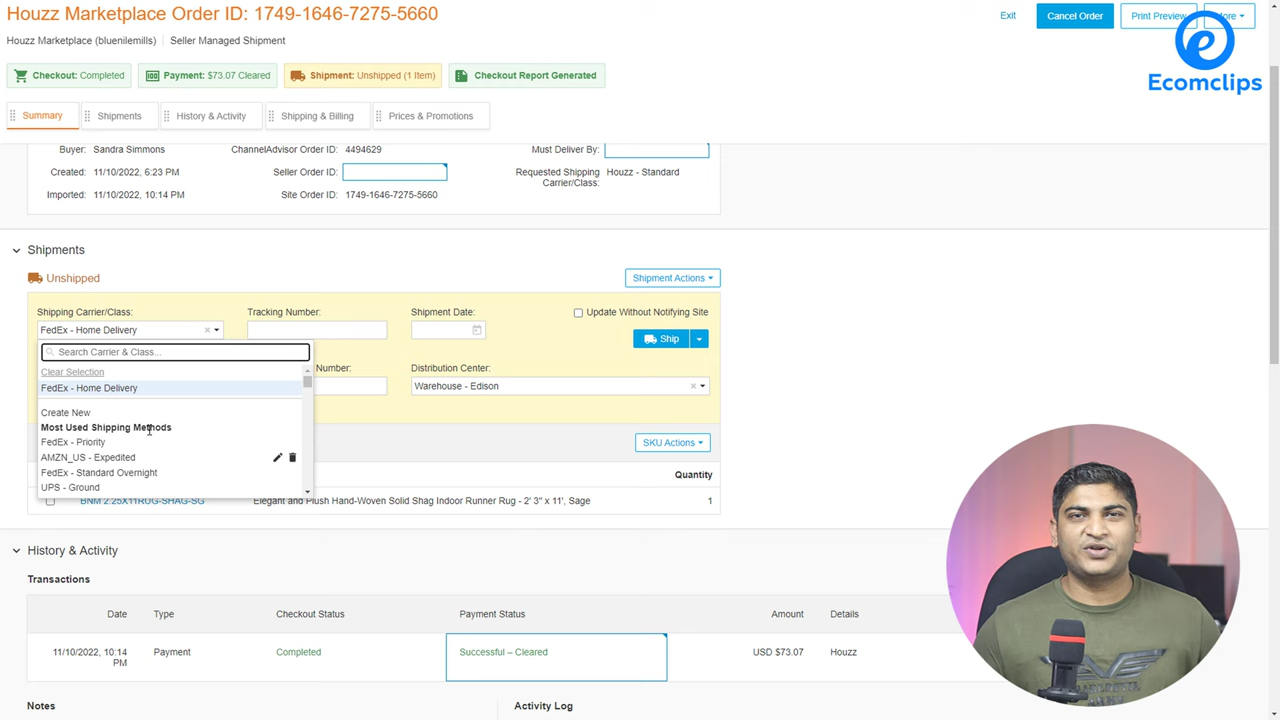 Houzz Marketplace Order ID: 1749-1646-7275-5660
Exit
Cancel Order
Print Preview
Ecomclips
Houzz Marketplace (bluenilemills) Seller Managed Shipment
Checkout: Completed
Payment: $73.07 Cleared
Shipment: Unshipped (1 Item)
Checkout Report Generated
Summary
Shipments
History & Activity
Shipping & Billing
Prices & Promotions
Buyer: Sandra Simmons
ChannelAdvisor Order ID: 4494629
Must Deliver By:
Created: 11/10/2022, 6:23 PM
Seller Order ID:
Requested Shipping
Carrier/Class:
Houzz - Standard
Imported: 11/10/2022, 10:14 PM
Site Order ID: 1749-1646-7275-5660
Shipments
Unshipped
Shipment Actions
Shipping Carrier/Class:
Tracking Number:
Shipment Date:
Update Without Notifying Site
FedEx - Home Delivery
Ship
Search Carrier & Class...
Clear Selection
FedEx - Home Delivery
Number:
Distribution Center:
Warehouse - Edison
Create New
Most Used Shipping Methods
FedEx - Priority
AMZN_US - Expedited
FedEx - Standard Overnight
UPS - Ground
SKU Actions
Quantity
BNM 2.25X11RUG-SHAG-SG
Elegant and Plush Hand-Woven Solid Shag Indoor Runner Rug - 2' 3" x 11', Sage
1
History & Activity
Transactions
Date
Type
Checkout Status
Payment Status
Amount
Details
11/10/2022, 10:14
PM
Payment
Completed
Successful – Cleared
USD $73.07
Houzz
Notes
Activity Log